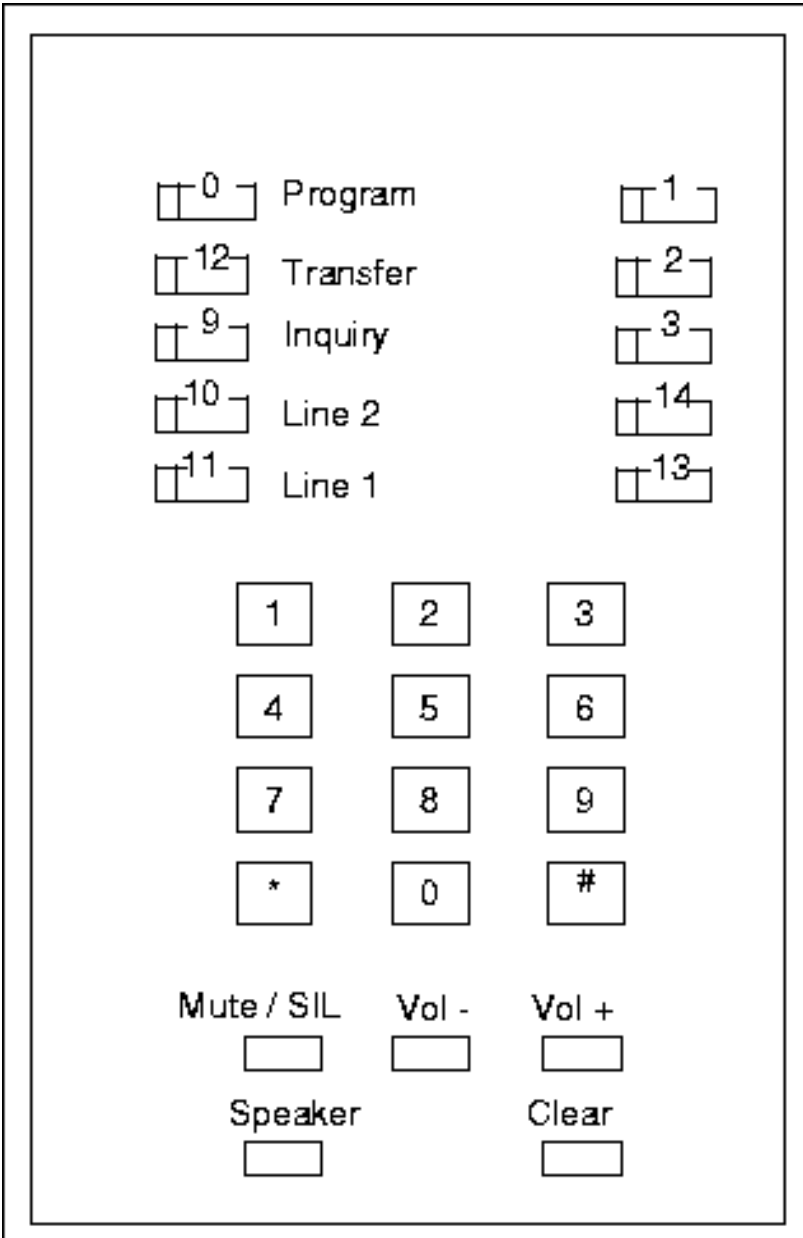 0 Program 1
12 Transfer 2
9 Inquiry 3
10 Line 2 14
11 Line 1 13
1 2 3
4 5 6
7 8 9
* 0 #
Mute / SIL Vol - Vol +
Speaker Clear